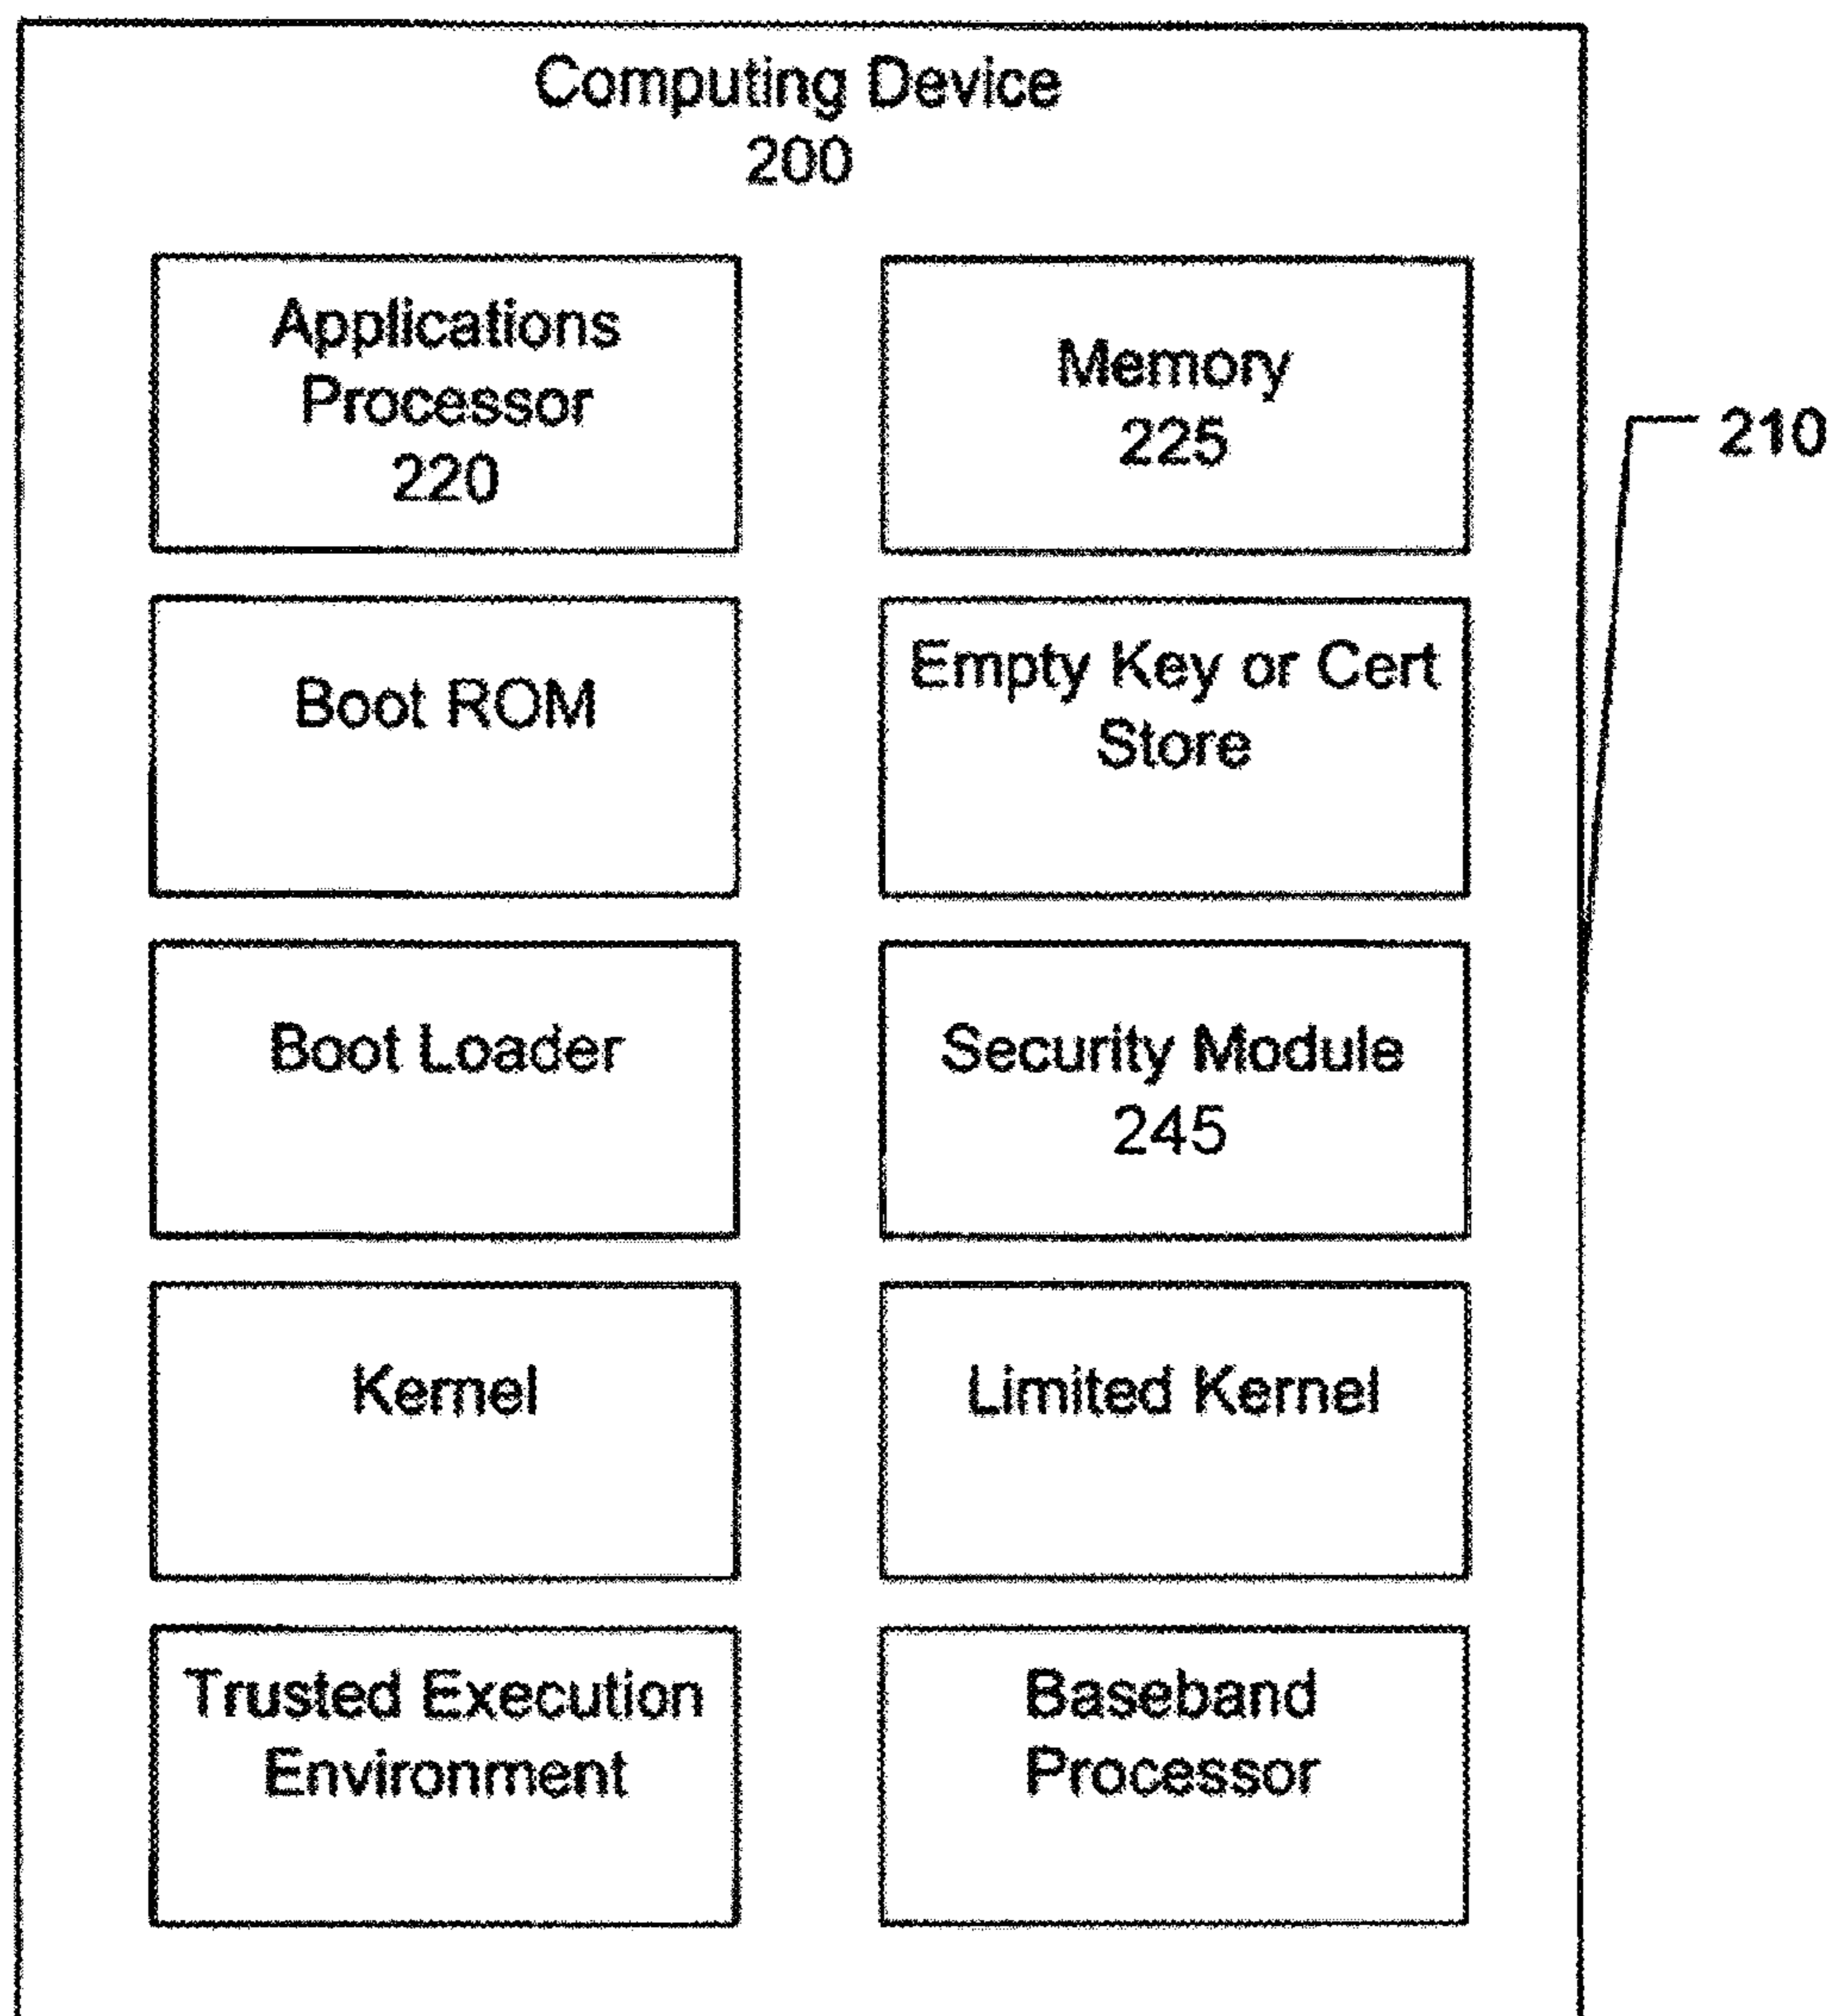 Computing Device
200
Applications
Processor
220
Memory
225
210
Boot ROM
Empty Key or Cert
Store
Boot Loader
Security Module
245
Kernel
Limited Kernel
Trusted Execution
Environment
Baseband
Processor